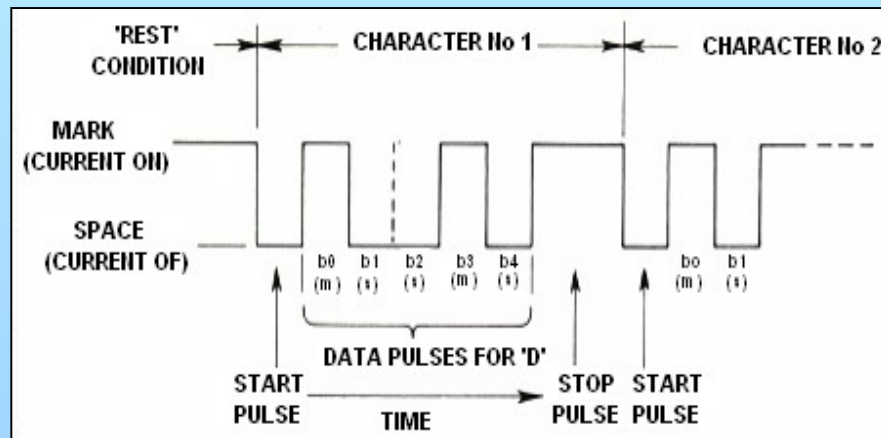 'REST'
CONDITION
CHARACTER No 1
CHARACTER No 2
MARK
(CURRENT ON)
SPACE
(CURRENT OF)
b0 b1 b2 b3 b4 bo b1
(m) (s) (s) (m) (s) (m) (s)
DATA PULSES FOR 'D'
START
PULSE
TIME
STOP
PULSE
START
PULSE